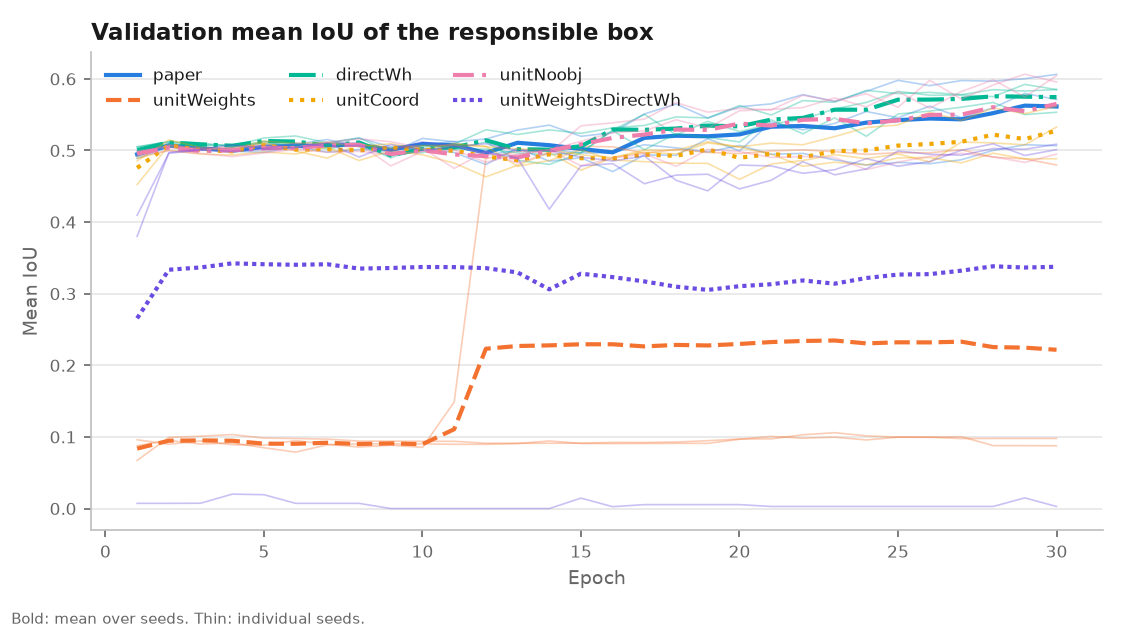 Validation mean IoU of the responsible box
paper directWh unitNoobj
unitWeights unitCoord unitWeightsDirectWh
0.6
0.5
0.4
0.3
0.2
0.1
0.0
Mean IoU
0 5 10 15 20 25 30
Epoch
Bold: mean over seeds. Thin: individual seeds.